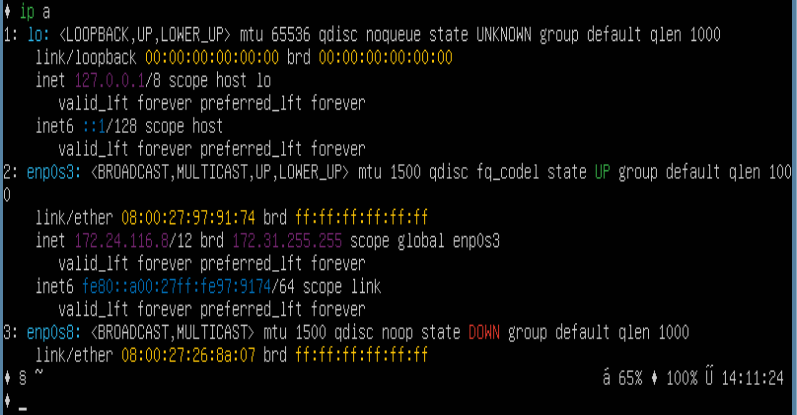 ♦ ip a
1: lo: <LOOPBACK,UP,LOWER_UP> mtu 65536 qdisc noqueue state UNKNOWN group default qlen 1000
    link/loopback 00:00:00:00:00:00 brd 00:00:00:00:00:00
    inet 127.0.0.1/8 scope host lo
       valid_lft forever preferred_lft forever
    inet6 ::1/128 scope host
       valid_lft forever preferred_lft forever
2: enp0s3: <BROADCAST,MULTICAST,UP,LOWER_UP> mtu 1500 qdisc fq_codel state UP group default qlen 100
0
    link/ether 08:00:27:97:91:74 brd ff:ff:ff:ff:ff:ff
    inet 172.24.116.8/12 brd 172.31.255.255 scope global enp0s3
       valid_lft forever preferred_lft forever
    inet6 fe80::a00:27ff:fe97:9174/64 scope link
       valid_lft forever preferred_lft forever
3: enp0s8: <BROADCAST,MULTICAST> mtu 1500 qdisc noop state DOWN group default qlen 1000
    link/ether 08:00:27:26:8a:07 brd ff:ff:ff:ff:ff:ff
♦ § ~ á 65% ♦ 100% Ű 14:11:24
♦ _